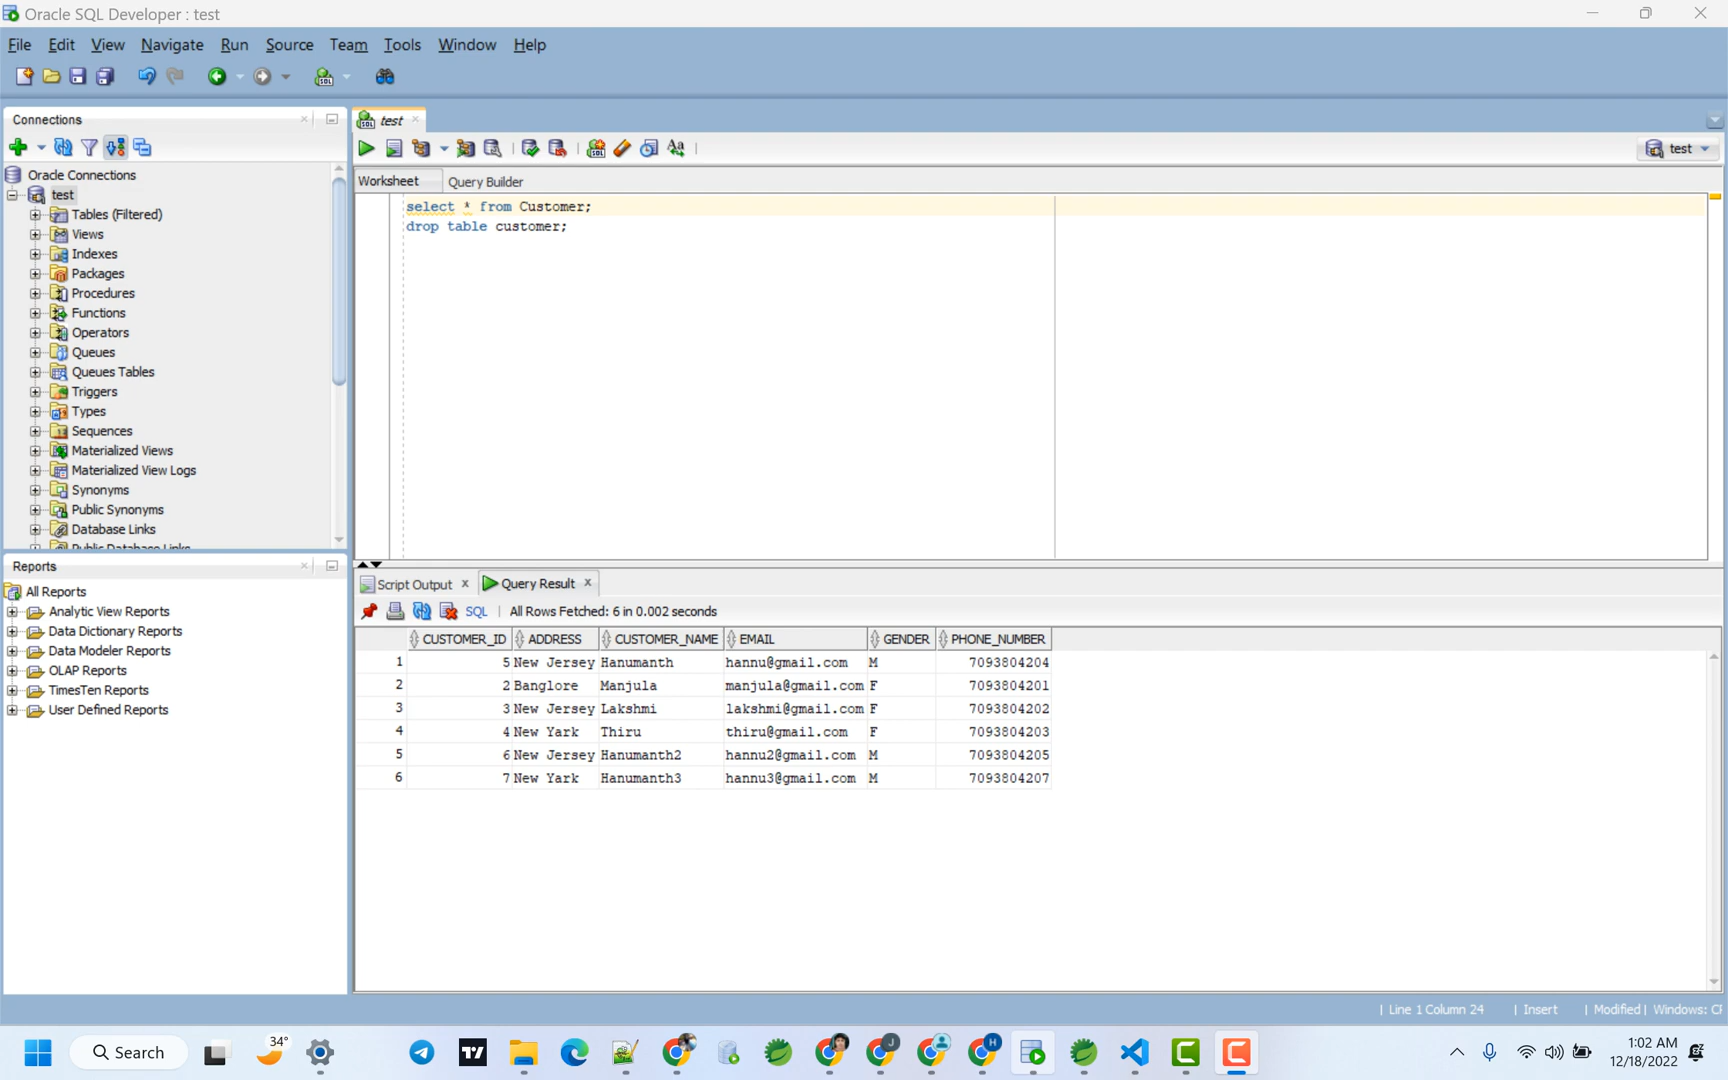 Oracle SQL Developer : test
File Edit View Navigate Run Source Team Tools Window Help
Connections
Oracle Connections
test
Tables (Filtered)
Views
Indexes
Packages
Procedures
Functions
Operators
Queues
Queues Tables
Triggers
Types
Sequences
Materialized Views
Materialized View Logs
Synonyms
Public Synonyms
Database Links
Public Database Links
Reports
All Reports
Analytic View Reports
Data Dictionary Reports
Data Modeler Reports
OLAP Reports
TimesTen Reports
User Defined Reports
test
test
Worksheet Query Builder
select * from Customer;
drop table customer;
Script Output Query Result
SQL All Rows Fetched: 6 in 0.002 seconds
CUSTOMER_ID ADDRESS CUSTOMER_NAME EMAIL GENDER PHONE_NUMBER
1 5 New Jersey Hanumanth hannu@gmail.com M 7093804204
2 2 Banglore Manjula manjula@gmail.com F 7093804201
3 3 New Jersey Lakshmi lakshmi@gmail.com F 7093804202
4 4 New Yark Thiru thiru@gmail.com F 7093804203
5 6 New Jersey Hanumanth2 hannu2@gmail.com M 7093804205
6 7 New Yark Hanumanth3 hannu3@gmail.com M 7093804207
Line 1 Column 24 Insert Modified Windows: CF
Search 34° 1:02 AM
12/18/2022